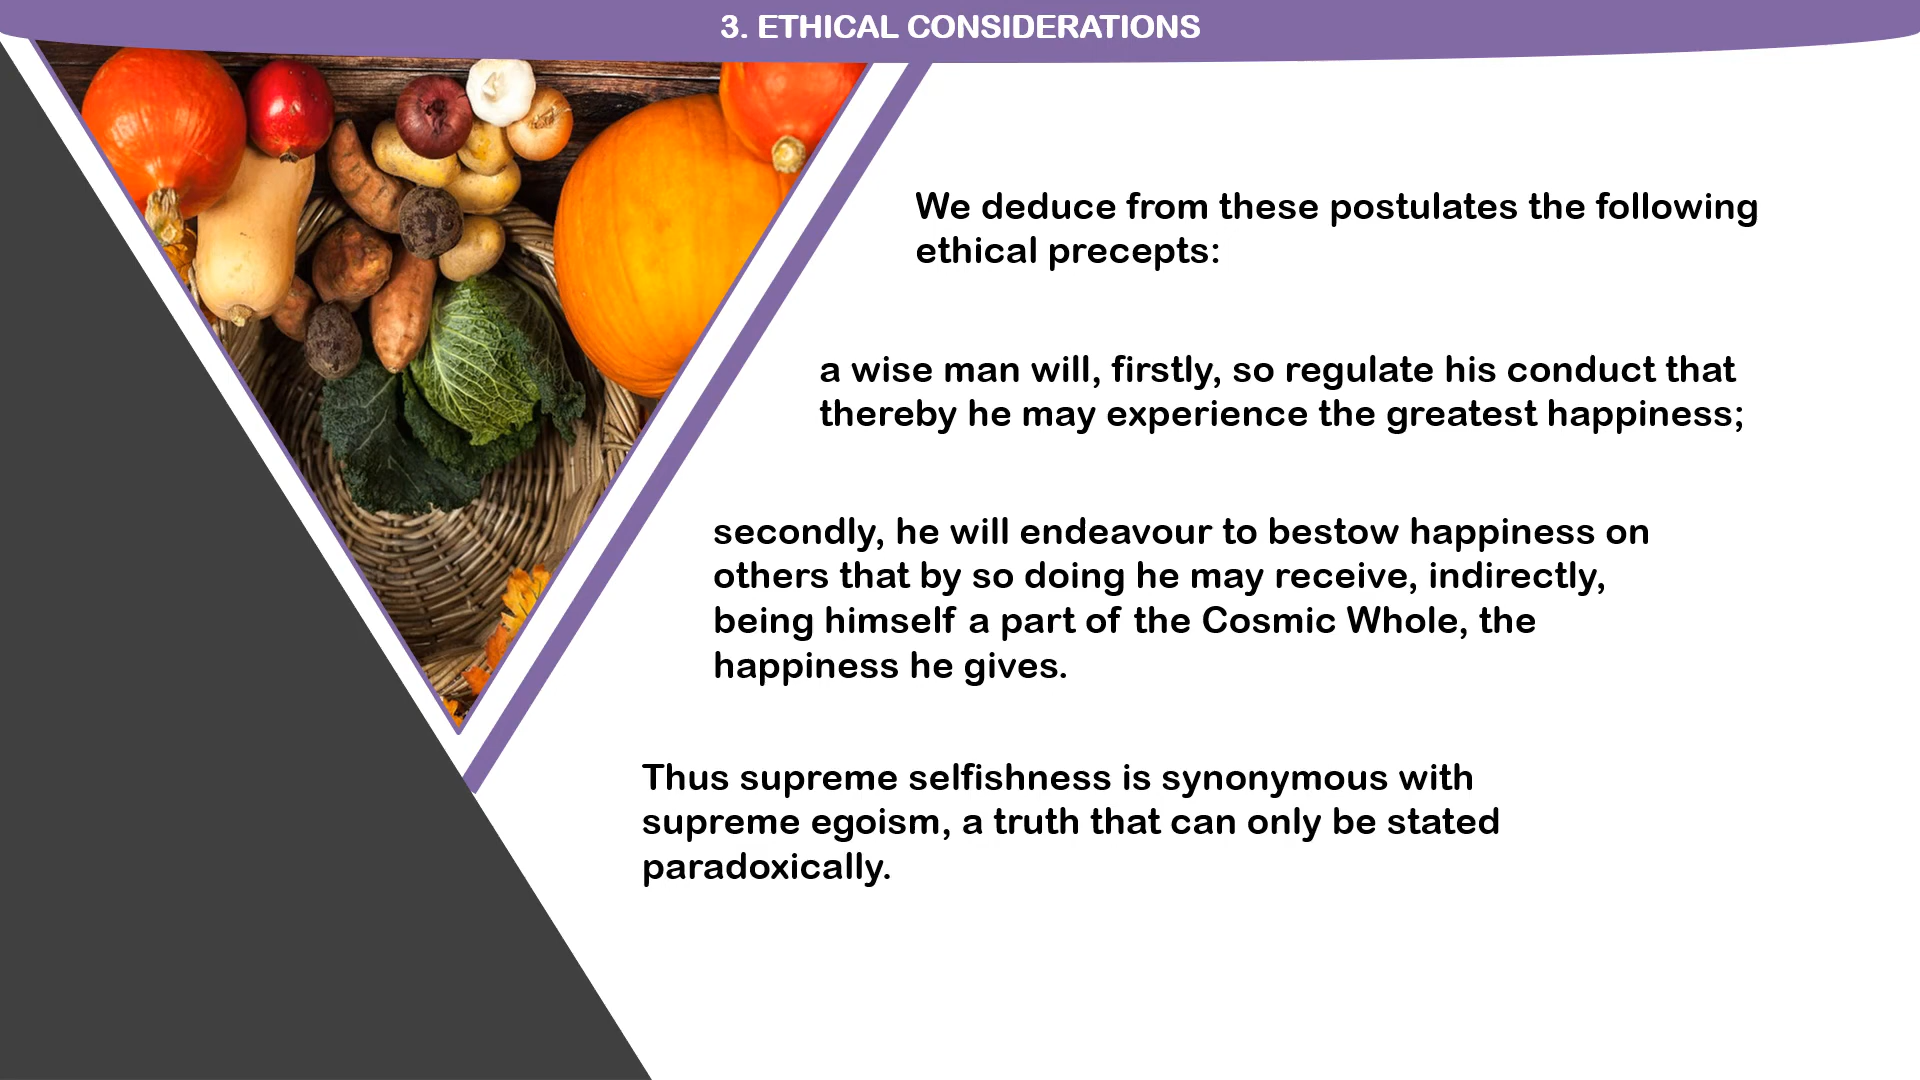 3. ETHICAL CONSIDERATIONS
We deduce from these postulates the following
ethical precepts:
a wise man will, firstly, so regulate his conduct that
thereby he may experience the greatest happiness;
secondly, he will endeavour to bestow happiness on
others that by so doing he may receive, indirectly,
being himself a part of the Cosmic Whole, the
happiness he gives.
Thus supreme selfishness is synonymous with
supreme egoism, a truth that can only be stated
paradoxically.